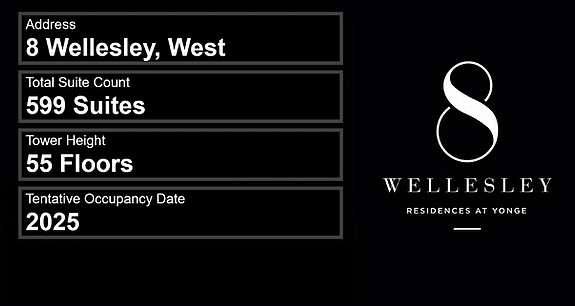 Address
8 Wellesley, West
Total Suite Count
599 Suites
Tower Height
55 Floors
Tentative Occupancy Date
2025
8
WELLESLEY
RESIDENCES AT YONGE